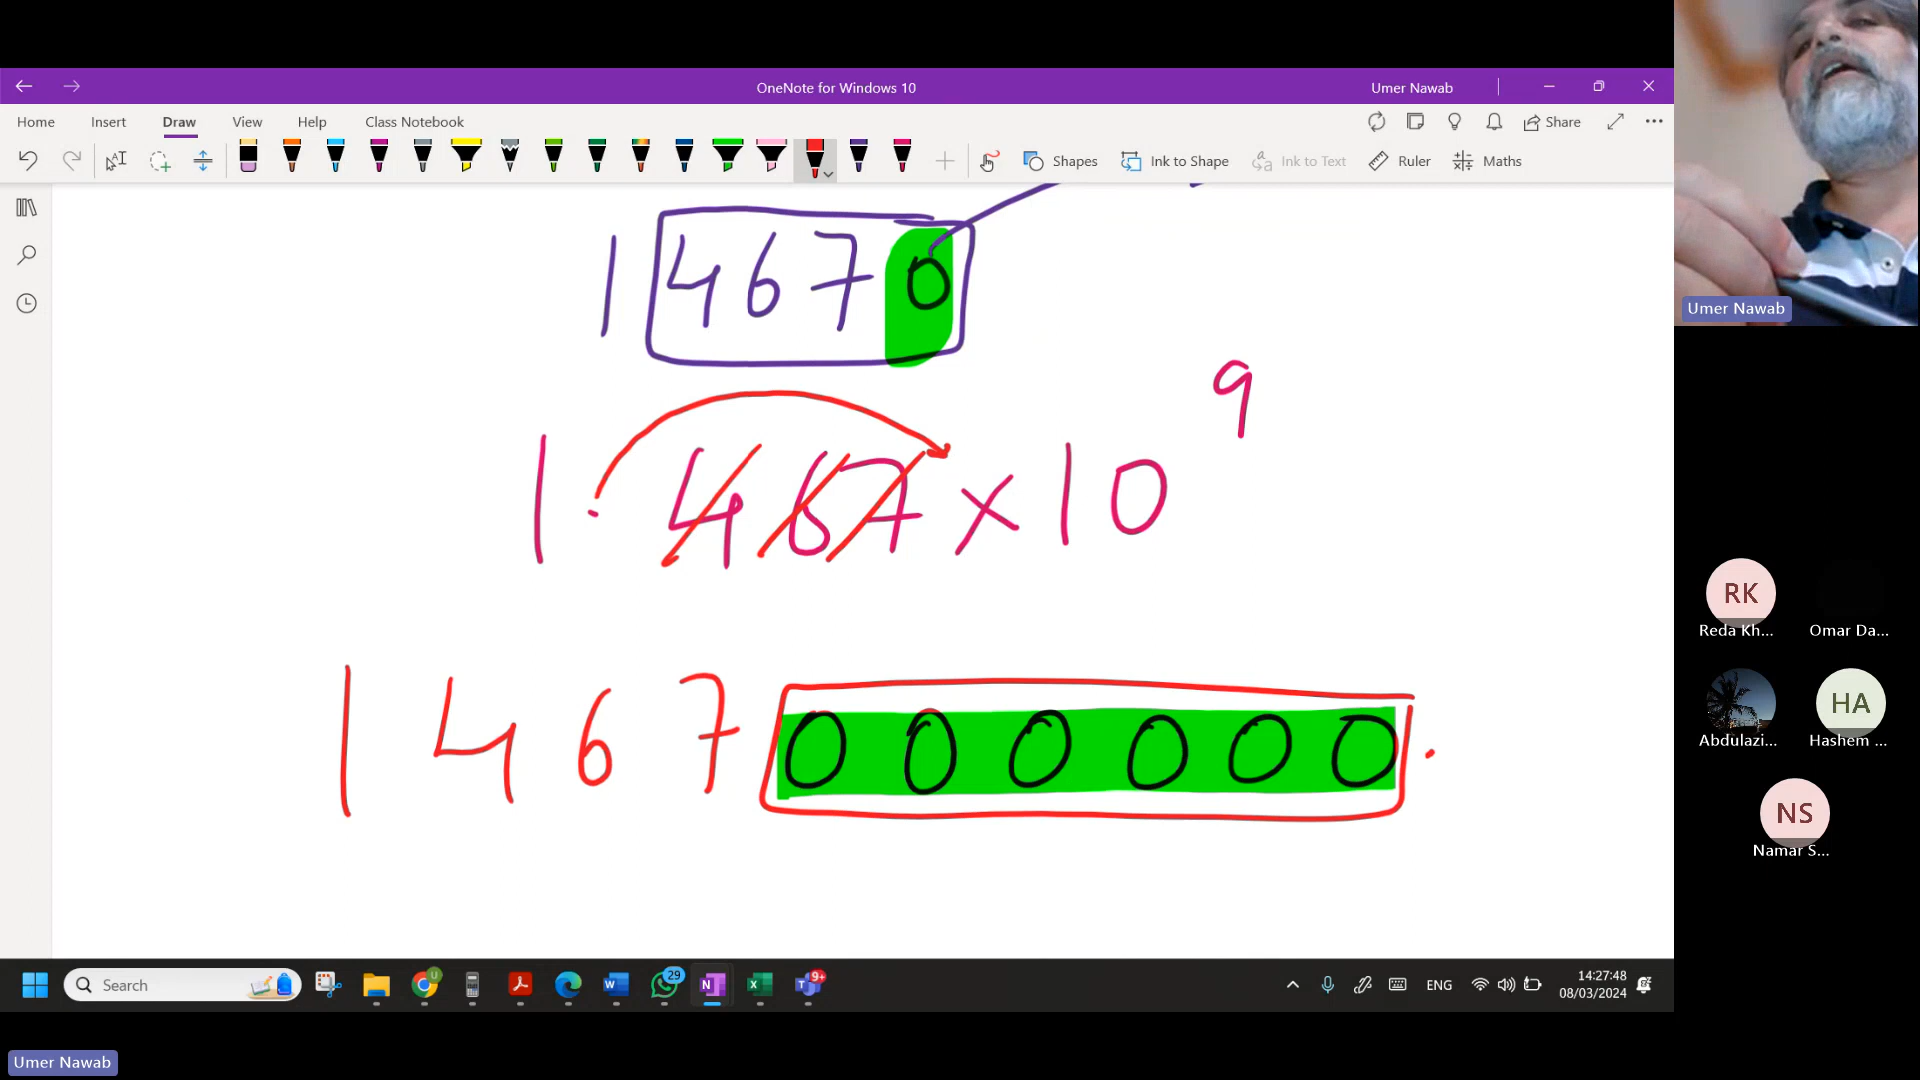 OneNote for Windows 10
Umer Nawab
Home Insert Draw View Help Class Notebook
Share
Shapes Ink to Shape Ink to Text Ruler Maths
1 4670
9
1.467 × 10
1467000000.
Umer Nawab
RK
Reda Kh...
Omar Da...
Abdulazi...
HA
Hashem ...
NS
Namar S...
Search
U
29
9+
ENG
14:27:48
08/03/2024
Umer Nawab